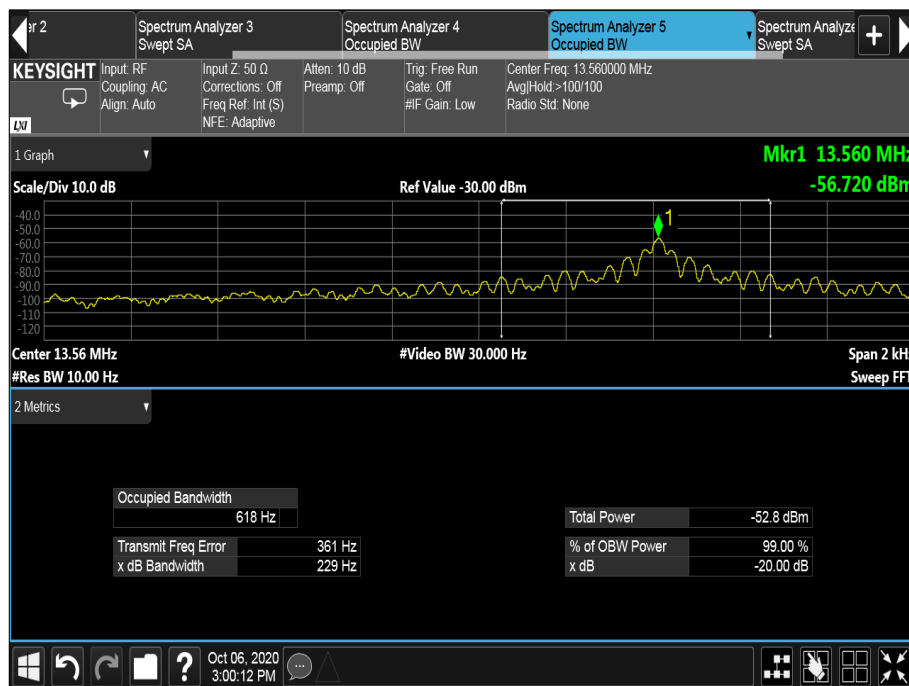 er 2
Spectrum Analyzer 3
Swept SA
Spectrum Analyzer 4
Occupied BW
Spectrum Analyzer 5
Occupied BW
Spectrum Analyze
Swept SA
KEYSIGHT
LXI
Input: RF
Coupling: AC
Align: Auto
Input Z: 50 Ω
Corrections: Off
Freq Ref: Int (S)
NFE: Adaptive
Atten: 10 dB
Preamp: Off
Trig: Free Run
Gate: Off
#IF Gain: Low
Center Freq: 13.560000 MHz
Avg|Hold:>100/100
Radio Std: None
1 Graph
Mkr1 13.560 MHz
Scale/Div 10.0 dB
Ref Value -30.00 dBm
-56.720 dBm
1
-40.0
-50.0
-60.0
-70.0
-80.0
-90.0
-100
-110
-120
Center 13.56 MHz
#Video BW 30.000 Hz
Span 2 kHz
#Res BW 10.00 Hz
Sweep FFT
2 Metrics
Occupied Bandwidth
618 Hz
Total Power -52.8 dBm
Transmit Freq Error 361 Hz
% of OBW Power 99.00 %
x dB Bandwidth 229 Hz
x dB -20.00 dB
?
Oct 06, 2020
3:00:12 PM